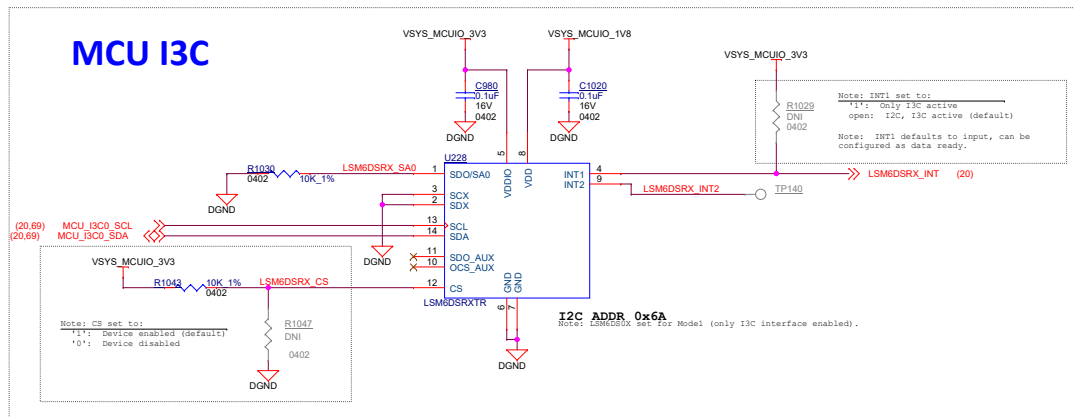 MCU I3C
VSYS_MCUIO_3V3
VSYS_MCUIO_1V8
VSYS_MCUIO_3V3
C980
0.1uF
16V
0402
DGND
C1020
0.1uF
16V
0402
DGND
R1029
DNI
0402
Note: INT1 set to:
'1': Only I3C active
open: I2C, I3C active (default)
Note: INT1 defaults to input, can be
configured as data ready.
U228
5
8
VDDIO
VDD
R1030
0402
10K_1%
LSM6DSRX_SA0
DGND
1
SDO/SA0
3
SCX
2
SDX
DGND
INT1
4
LSM6DSRX_INT
(20)
INT2
9
LSM6DSRX_INT2
TP140
(20,69)
MCU_I3C0_SCL
13
SCL
(20,69)
MCU_I3C0_SDA
14
SDA
11
SDO_AUX
10
OCS_AUX
VSYS_MCUIO_3V3
R1043
10K_1%
0402
LSM6DSRX_CS
12
CS
GND
GND
6
7
LSM6DSRXTR
I2C ADDR 0x6A
Note: LSM6DS0X set for Mode1 (only I3C interface enabled).
DGND
Note: CS set to:
'1': Device enabled (default)
'0': Device disabled
R1047
DNI
0402
DGND